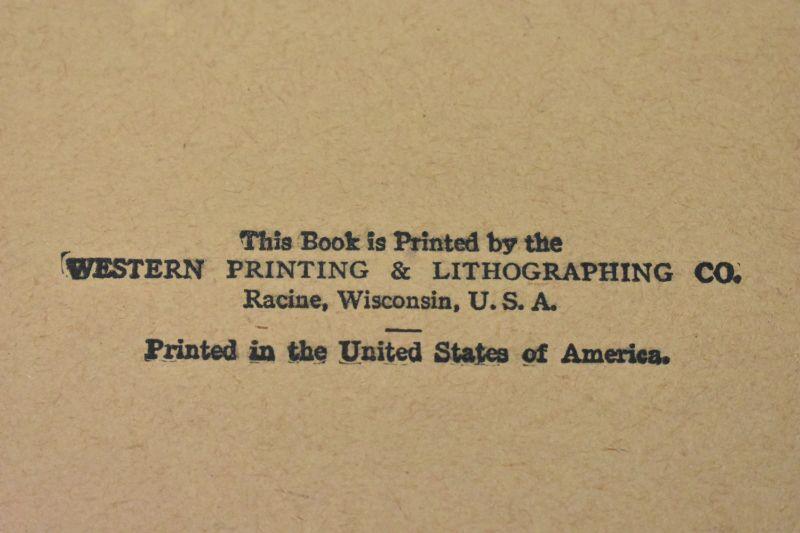 This Book is Printed by the
WESTERN PRINTING & LITHOGRAPHING CO.
Racine, Wisconsin, U. S. A.
Printed in the United States of America.